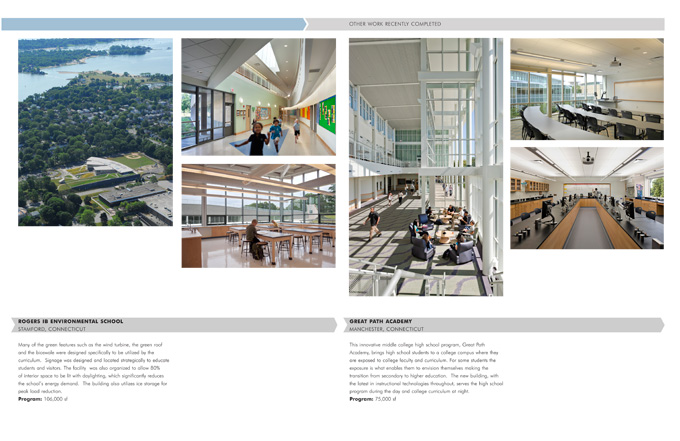 OTHER WORK RECENTLY COMPLETED
ROGERS IB ENVIRONMENTAL SCHOOL
STAMFORD, CONNECTICUT
Many of the green features such as the wind turbine, the green roof
and the bioswale were designed specifically to be utilized by the
curriculum. Signage was designed and located strategically to educate
students and visitors. The facility was also organized to allow 80%
of interior space to be lit with daylighting, which significantly reduces
the school's energy demand. The building also utilizes ice storage for
peak load reduction.
Program: 106,000 sf
GREAT PATH ACADEMY
MANCHESTER, CONNECTICUT
This innovative middle college high school program, Great Path
Academy, brings high school students to a college campus where they
are exposed to college faculty and curriculum. For some students the
exposure is what enables them to envision themselves making the
transition from secondary to higher education. The new building, with
the latest in instructional technologies throughout, serves the high school
program during the day and college curriculum at night.
Program: 75,000 sf